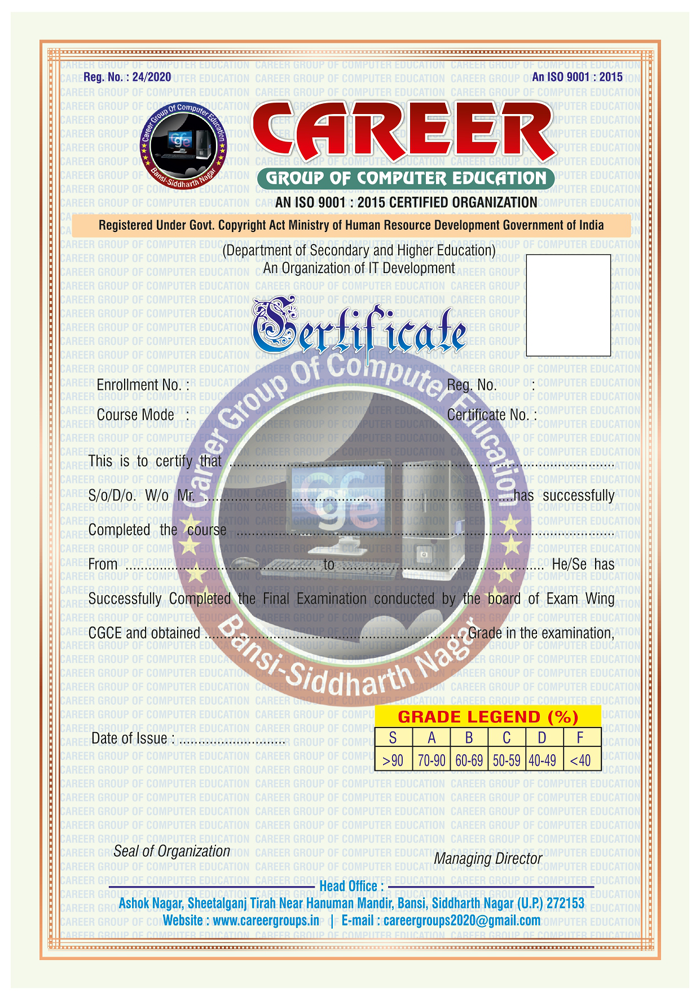 Reg. No. : 24/2020
An ISO 9001 : 2015
Career Group Of Computer Education
cgce
Bansi-Siddharth Nagar
CAREER
GROUP OF COMPUTER EDUCATION
AN ISO 9001 : 2015 CERTIFIED ORGANIZATION
Registered Under Govt. Copyright Act Ministry of Human Resource Development Government of India
(Department of Secondary and Higher Education)
An Organization of IT Development
Certificate
Enrollment No. : Reg. No. :
Course Mode : Certificate No. :
This is to certify that ....................
S/o/D/o. W/o Mr. ....................has successfully
Completed the course ....................
From .................... to .................... He/Se has
Successfully Completed the Final Examination conducted by the board of Exam Wing
CGCE and obtained ....................Grade in the examination,
Career Group Of Computer Education
cgce
Bansi-Siddharth Nagar
Date of Issue : ....................
GRADE LEGEND (%)
S A B C D F
>90 70-90 60-69 50-59 40-49 <40
Seal of Organization
Managing Director
Head Office :
Ashok Nagar, Sheetalganj Tirah Near Hanuman Mandir, Bansi, Siddharth Nagar (U.P.) 272153
Website : www.careergroups.in | E-mail : careergroups2020@gmail.com